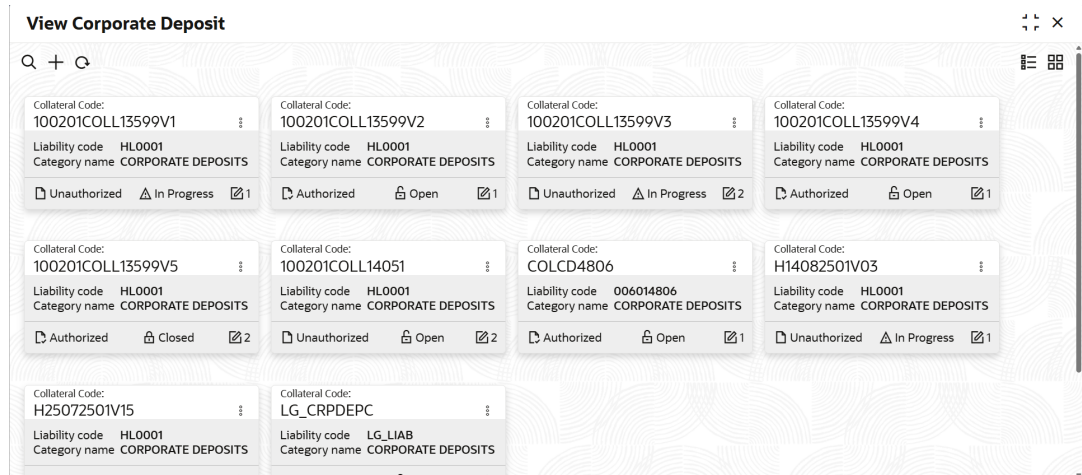 View Corporate Deposit
Collateral Code: Collateral Code: Collateral Code: Collateral Code:
100201COLL13599V1 100201COLL13599V2 100201COLL13599V3 100201COLL13599V4
Liability code HL0001 Liability code HL0001 Liability code HL0001 Liability code HL0001
Category name CORPORATE DEPOSITS Category name CORPORATE DEPOSITS Category name CORPORATE DEPOSITS Category name CORPORATE DEPOSITS
Unauthorized In Progress 1 Authorized Open 1 Unauthorized In Progress 2 Authorized Open 1
Collateral Code: Collateral Code: Collateral Code: Collateral Code:
100201COLL13599V5 100201COLL14051 COLCD4806 H14082501V03
Liability code HL0001 Liability code HL0001 Liability code 006014806 Liability code HL0001
Category name CORPORATE DEPOSITS Category name CORPORATE DEPOSITS Category name CORPORATE DEPOSITS Category name CORPORATE DEPOSITS
Authorized Closed 2 Unauthorized Open 2 Authorized Open 1 Unauthorized In Progress 1
Collateral Code: Collateral Code:
H25072501V15 LG_CRPDEPC
Liability code HL0001 Liability code LG_LIAB
Category name CORPORATE DEPOSITS Category name CORPORATE DEPOSITS